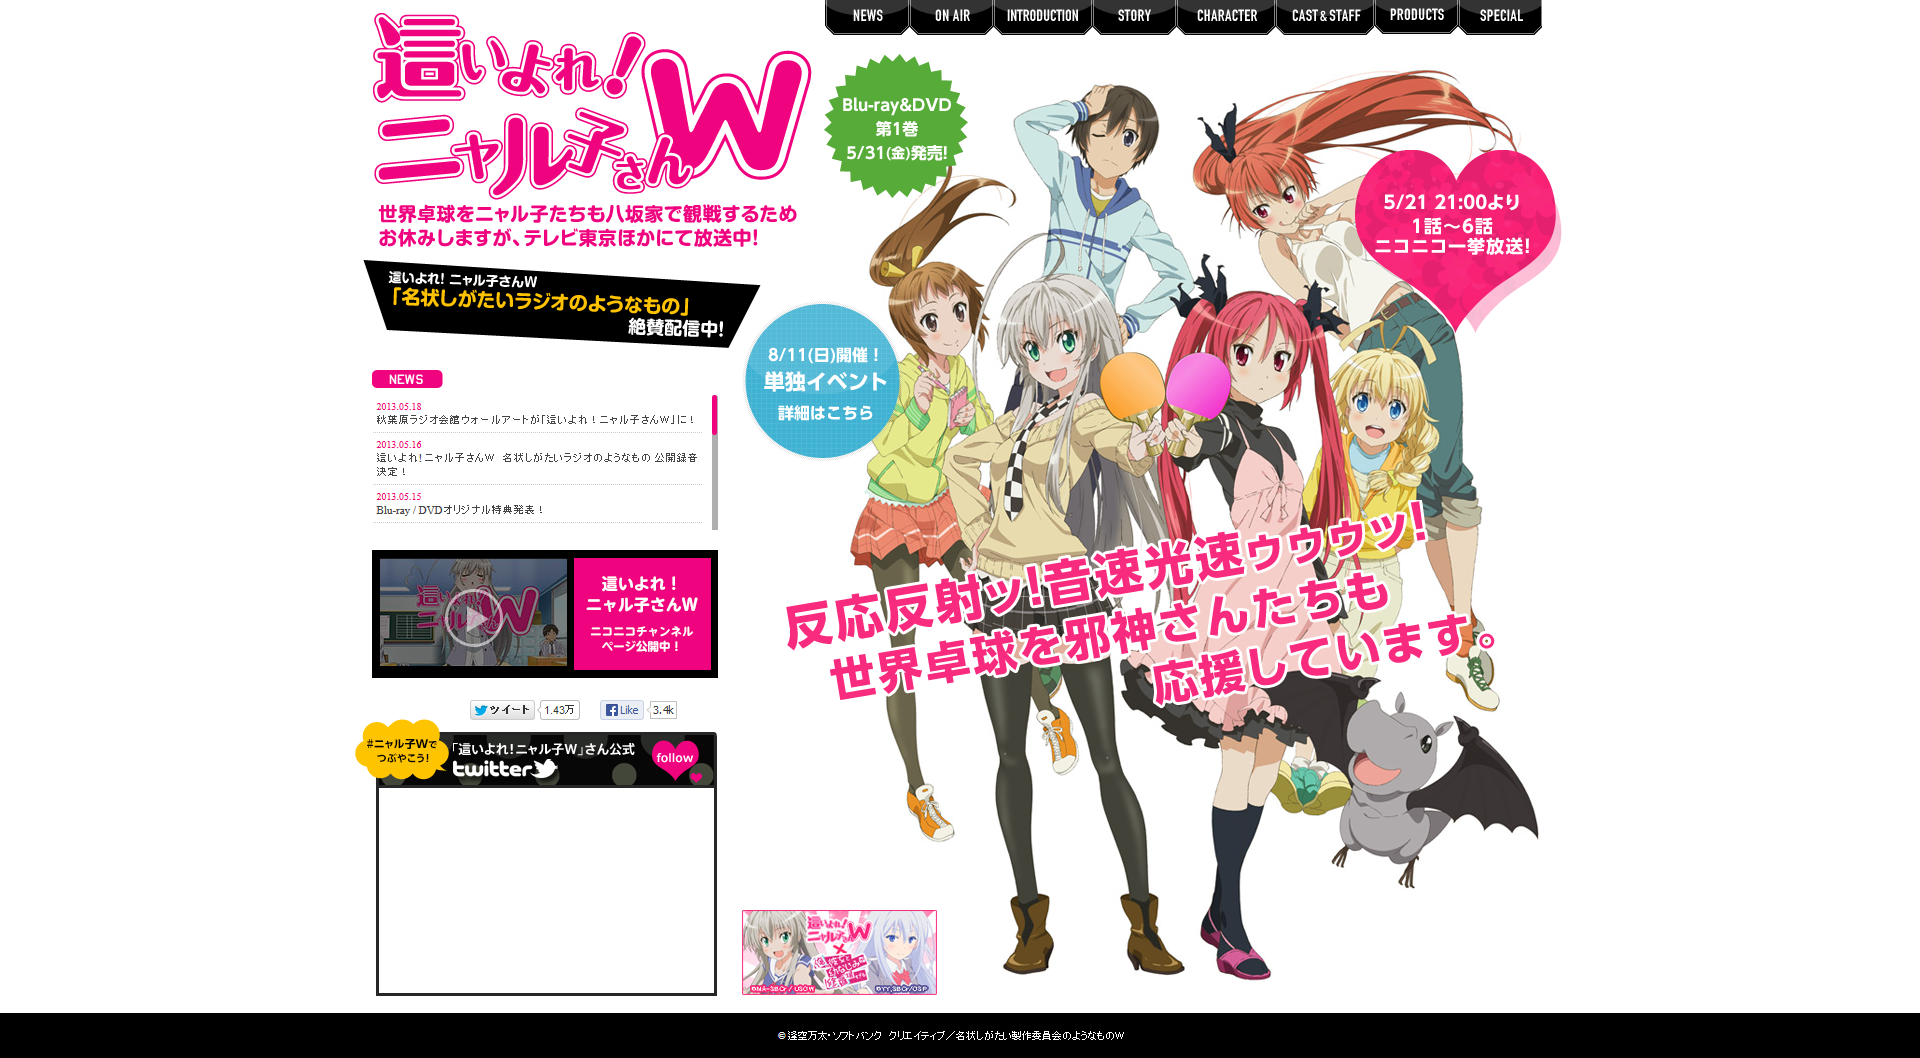 NEWS
ON AIR
INTRODUCTION
STORY
CHARACTER
CAST & STAFF
PRODUCTS
SPECIAL
這いよれ!
ニャル子さんW
世界卓球をニャル子たちも八坂家で観戦するため
お休みしますが、テレビ東京ほかにて放送中!
這いよれ! ニャル子さんW
「名状しがたいラジオのようなもの」
絶賛配信中!
Blu-ray&DVD
第1巻
5/31(金)発売!
5/21 21:00より
1話〜6話
ニコニコ一挙放送!
8/11(日)開催!
単独イベント
詳細はこちら
NEWS
2013.05.18
秋葉原ラジオ会館ウォールアートが「這いよれ!ニャル子さんW」に!
2013.05.16
這いよれ! ニャル子さんW 名状しがたいラジオのようなもの 公開録音
決定!
2013.05.15
Blu-ray / DVDオリジナル特典発表!
這いよれ!
ニャル子さんW
這いよれ!
ニャル子さんW
ニコニコチャンネル
ページ公開中!
反応反射ッ!音速光速ゥゥゥッ!
世界卓球を邪神さんたちも
応援しています。
ツイート
1.43万
Like
3.4k
#ニャル子Wで
つぶやこう!
「這いよれ!ニャル子W」さん公式
twitter
follow
這いよれ!
ニャル子さんW
×
©MA-SBCr/USOW
©YY,SBCr/OSP
©逢空万太・ソフトバンク クリエイティブ／名状しがたい製作委員会のようなものW